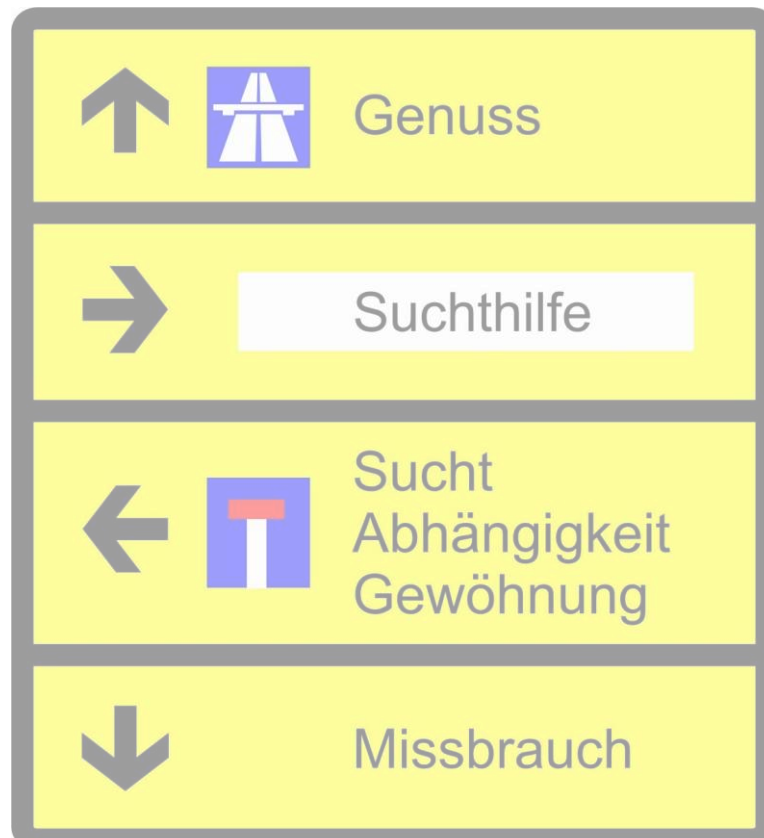 Genuss
Suchthilfe
Sucht
Abhängigkeit
Gewöhnung
Missbrauch